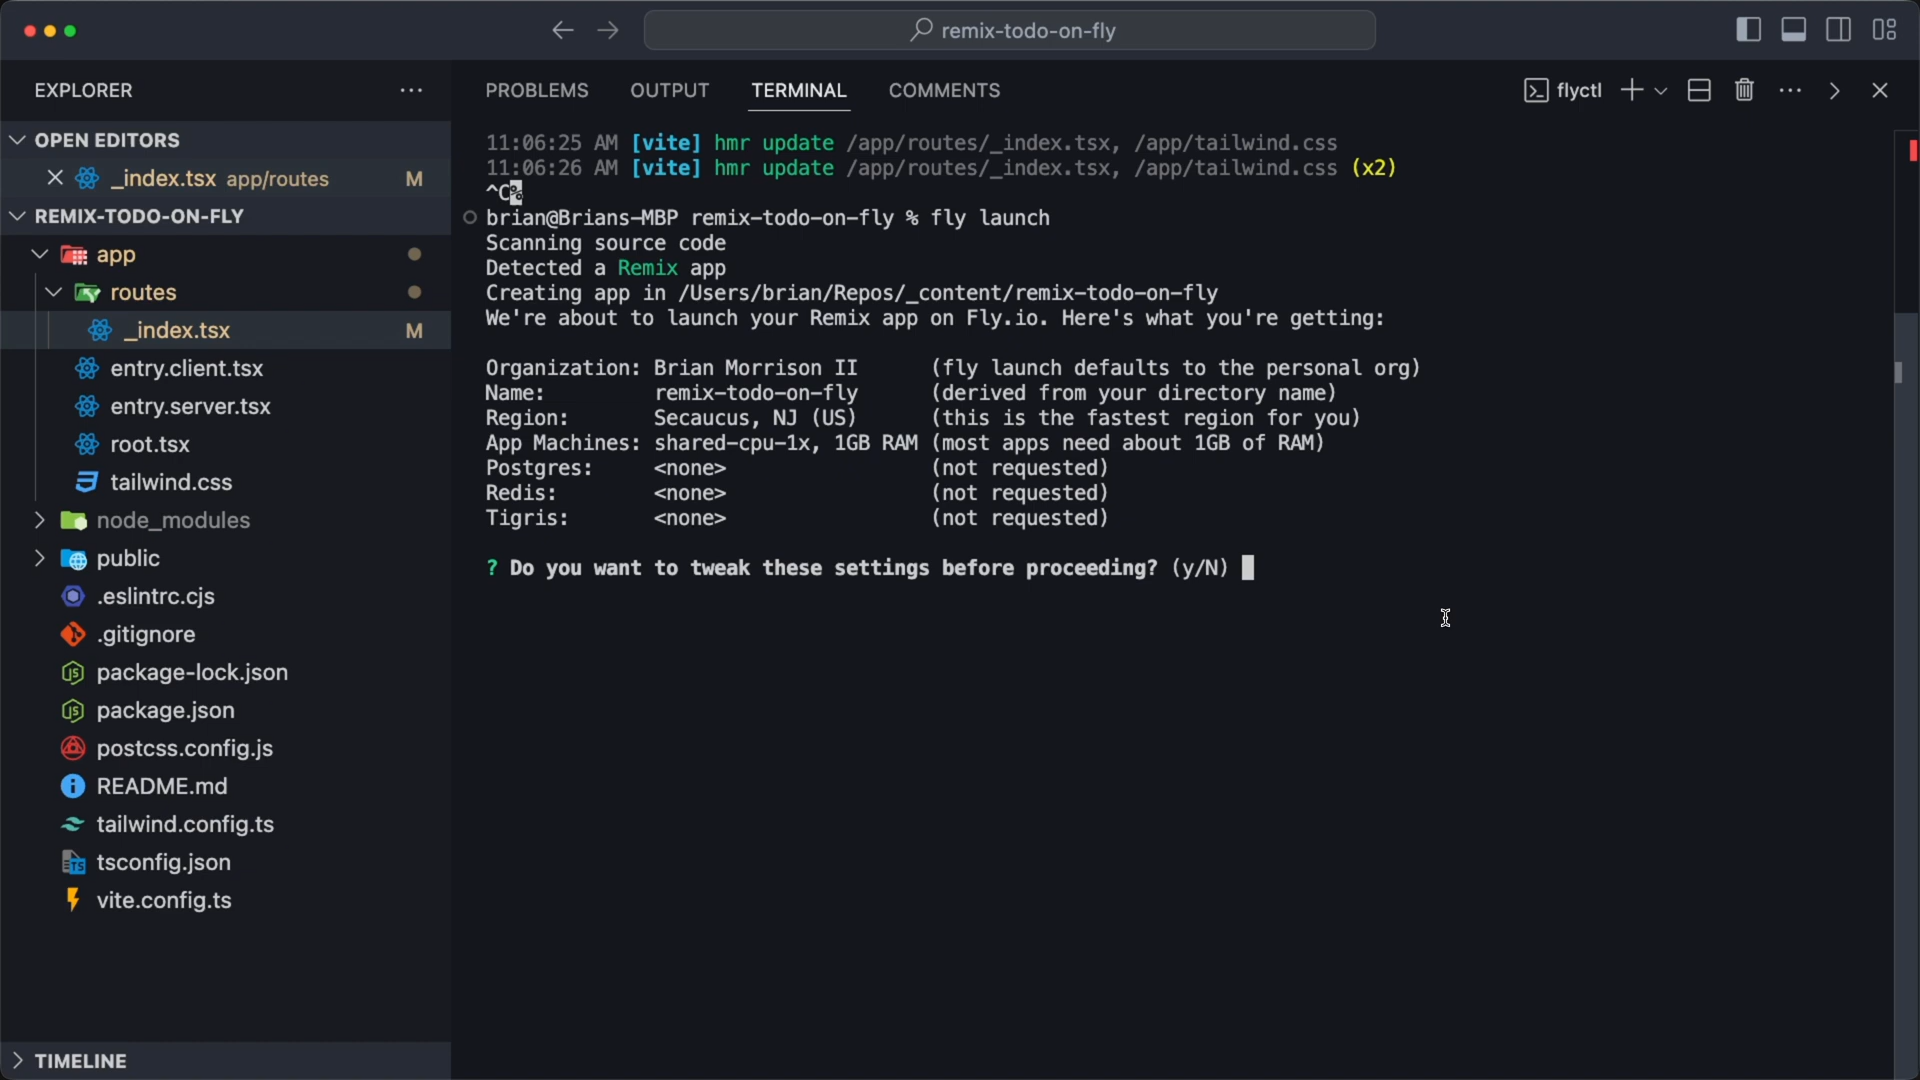 remix-todo-on-fly
EXPLORER
OPEN EDITORS
_index.tsx app/routes M
REMIX-TODO-ON-FLY
app
routes
_index.tsx M
entry.client.tsx
entry.server.tsx
root.tsx
tailwind.css
node_modules
public
.eslintrc.cjs
.gitignore
package-lock.json
package.json
postcss.config.js
README.md
tailwind.config.ts
tsconfig.json
vite.config.ts
TIMELINE
PROBLEMS OUTPUT TERMINAL COMMENTS
flyctl
11:06:25 AM [vite] hmr update /app/routes/_index.tsx, /app/tailwind.css
11:06:26 AM [vite] hmr update /app/routes/_index.tsx, /app/tailwind.css (x2)
^C%
brian@Brians-MBP remix-todo-on-fly % fly launch
Scanning source code
Detected a Remix app
Creating app in /Users/brian/Repos/_content/remix-todo-on-fly
We're about to launch your Remix app on Fly.io. Here's what you're getting:
Organization: Brian Morrison II (fly launch defaults to the personal org)
Name: remix-todo-on-fly (derived from your directory name)
Region: Secaucus, NJ (US) (this is the fastest region for you)
App Machines: shared-cpu-1x, 1GB RAM (most apps need about 1GB of RAM)
Postgres: <none> (not requested)
Redis: <none> (not requested)
Tigris: <none> (not requested)
? Do you want to tweak these settings before proceeding? (y/N)